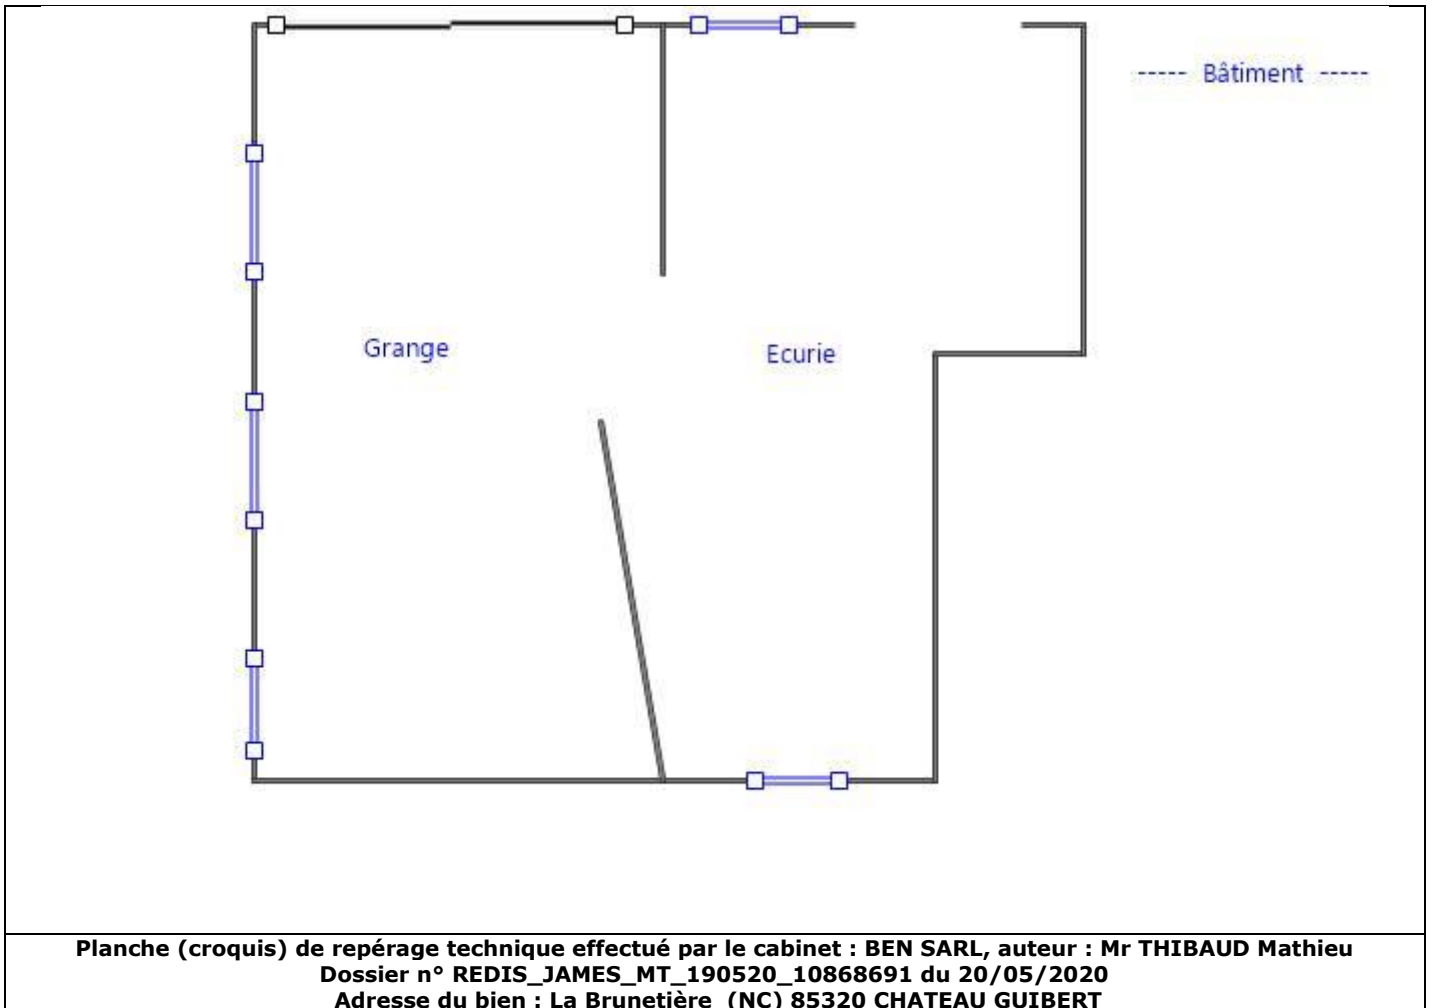 ----- Bâtiment -----
Grange
Ecurie
Planche (croquis) de repérage technique effectué par le cabinet : BEN SARL, auteur : Mr THIBAUD Mathieu
Dossier n° REDIS_JAMES_MT_190520_10868691 du 20/05/2020
Adresse du bien : La Brunetière (NC) 85320 CHATEAU GUIBERT